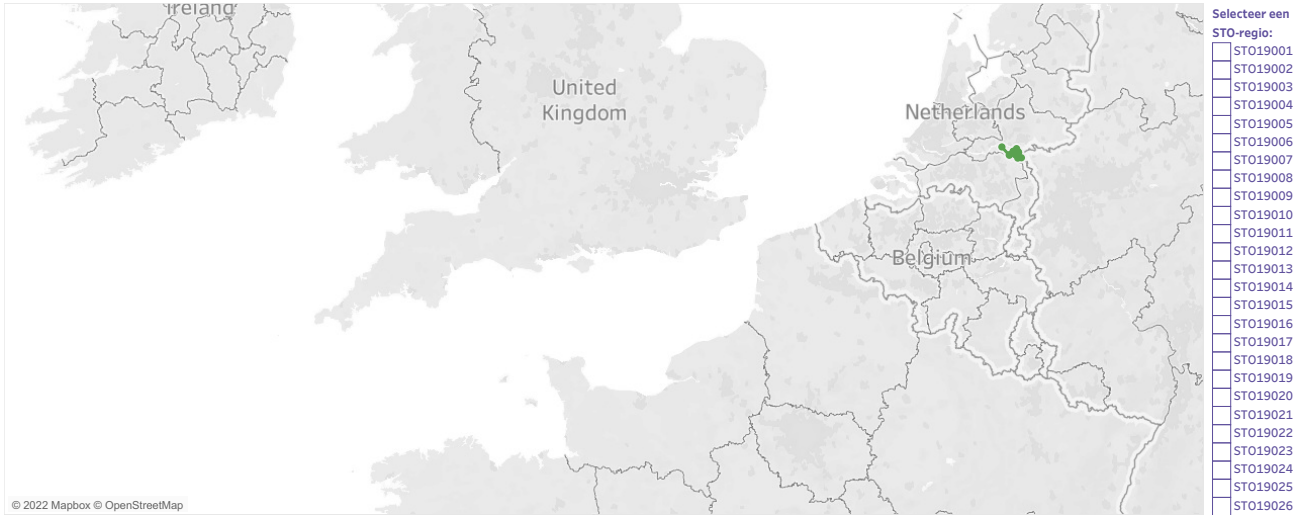 Ireland
United
Kingdom
Netherlands
Belgium
© 2022 Mapbox © OpenStreetMap
Selecteer een
STO-regio:
STO19001
STO19002
STO19003
STO19004
STO19005
STO19006
STO19007
STO19008
STO19009
STO19010
STO19011
STO19012
STO19013
STO19014
STO19015
STO19016
STO19017
STO19018
STO19019
STO19020
STO19021
STO19022
STO19023
STO19024
STO19025
STO19026